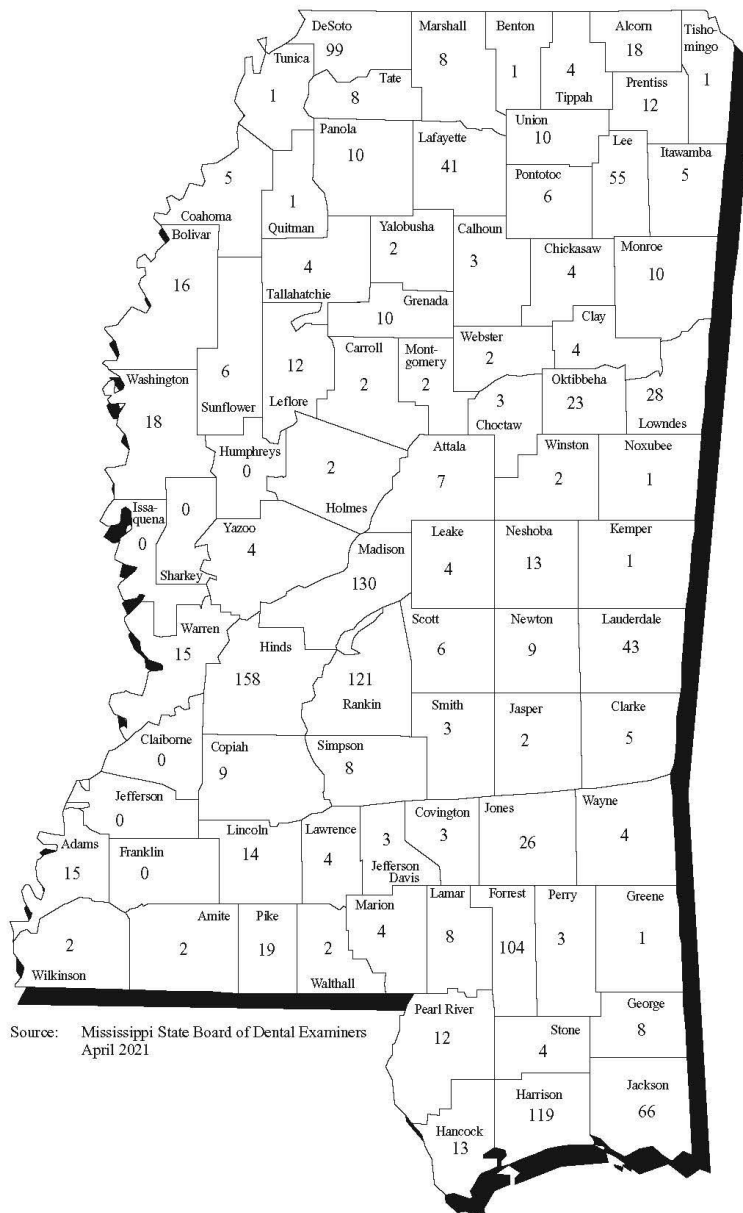 DeSoto
99
Marshall
8
Benton
1
4
Tippah
Alcorn
18
Tisho-
mingo
1
Tunica
1
Tate
8
Prentiss
12
Panola
10
Lafayette
41
Union
10
Lee
55
Itawamba
5
5
Coahoma
1
Quitman
Pontotoc
6
Bolivar
16
Yalobusha
2
Calhoun
3
Chickasaw
4
Monroe
10
4
Tallahatchie
Grenada
10
Clay
4
Webster
2
Carroll
2
Mont-
gomery
2
12
Leflore
6
Sunflower
Washington
18
Oktibbeha
23
28
Lowndes
3
Choctaw
Humphreys
0
2
Holmes
Attala
7
Winston
2
Noxubee
1
Issa-
quena
0
0
Sharkey
Yazoo
4
Madison
130
Leake
4
Neshoba
13
Kemper
1
Warren
15
Hinds
158
121
Rankin
Scott
6
Newton
9
Lauderdale
43
Smith
3
Jasper
2
Clarke
5
Claiborne
0
Copiah
9
Simpson
8
Jefferson
0
Covington
3
Jones
26
Wayne
4
Adams
15
Franklin
0
Lincoln
14
Lawrence
4
3
Jefferson
Davis
Marion
4
Lamar
8
Forrest
104
Perry
3
Greene
1
2
Wilkinson
Amite
2
Pike
19
2
Walthall
Pearl River
12
George
8
Stone
4
Source: Mississippi State Board of Dental Examiners
April 2021
Harrison
119
Jackson
66
Hancock
13